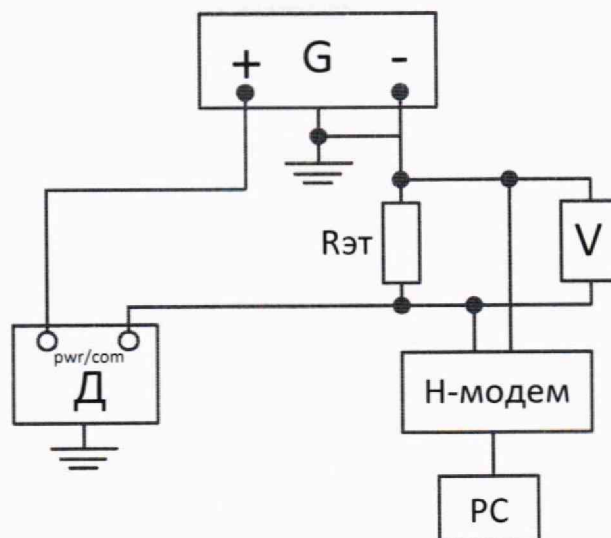 + G -
Rэт
V
pwr/com
Д
Н-модем
PC